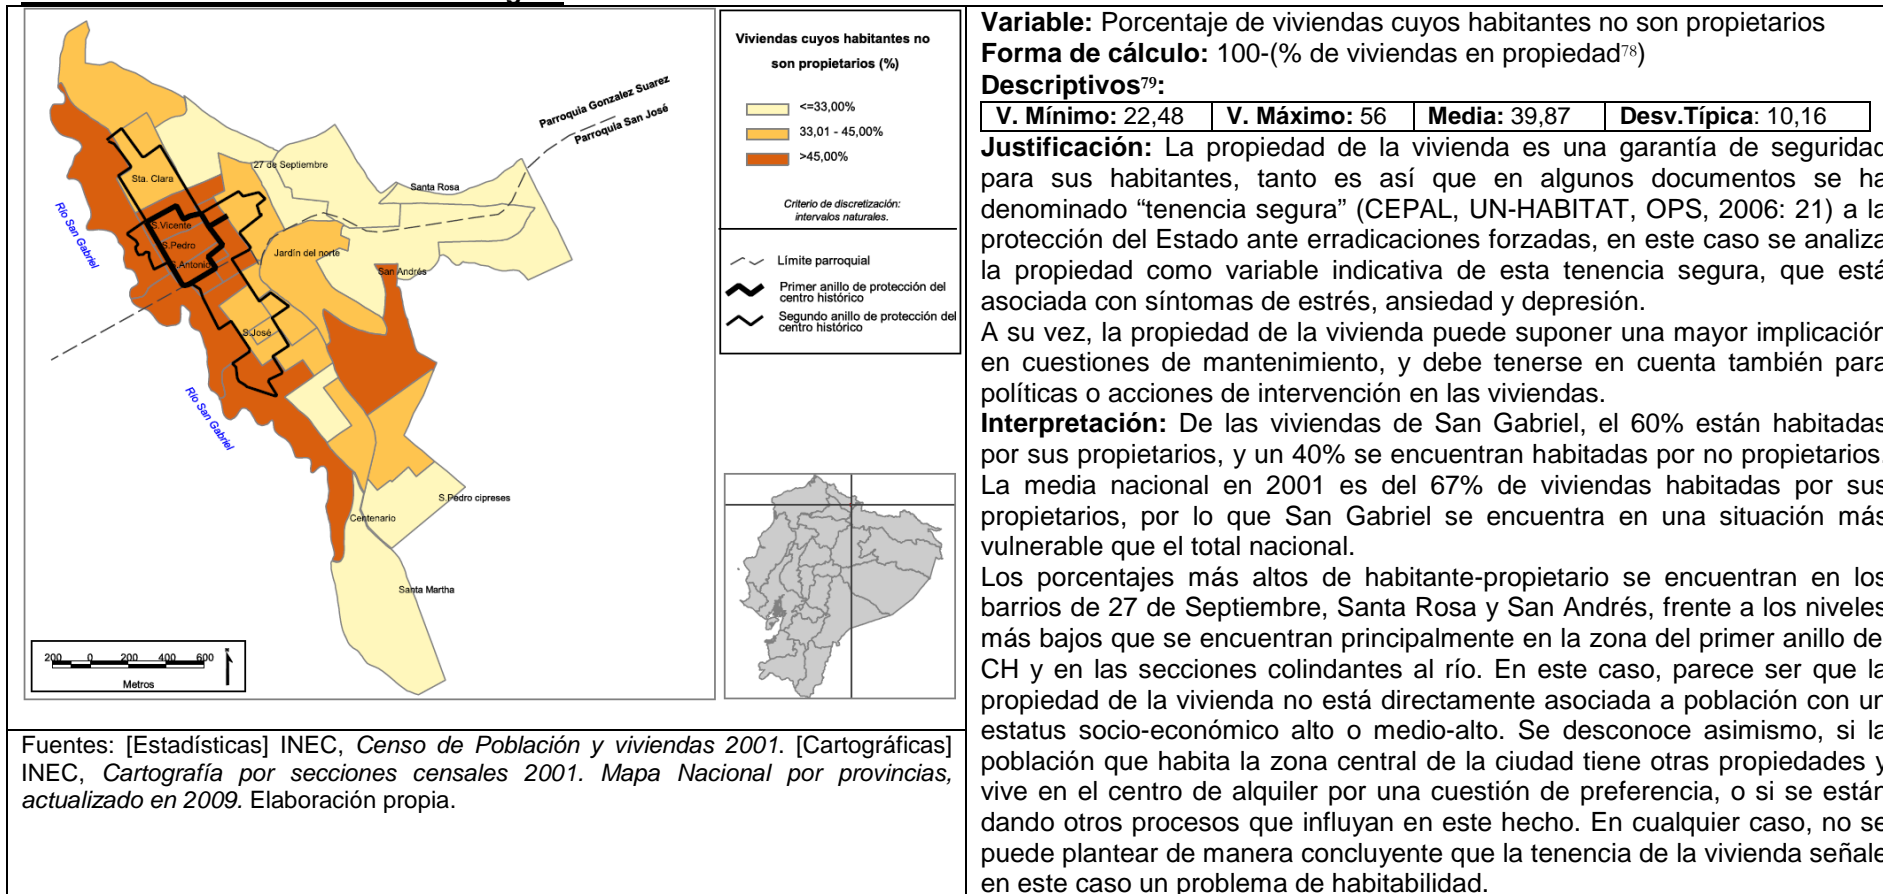 Viviendas cuyos habitantes no
son propietarios (%)
<=33,00%
33,01 - 45,00%
>45,00%
Criterio de discretización:
intervalos naturales.
Límite parroquial
Primer anillo de protección del
centro histórico
Segundo anillo de protección del
centro histórico
Parroquia Gonzalez Suarez
Parroquia San José
27 de Septiembre
Santa Rosa
Sta. Clara
S.Vicente
S.Pedro
S.Antonio
Jardín del norte
San Andrés
S.José
Río San Gabriel
Río San Gabriel
S.Pedro cipreses
Centenario
Santa Martha
200 0 200 400 600
Metros
N
Fuentes: [Estadísticas] INEC, Censo de Población y viviendas 2001. [Cartográficas]
INEC, Cartografía por secciones censales 2001. Mapa Nacional por provincias,
actualizado en 2009. Elaboración propia.
Variable: Porcentaje de viviendas cuyos habitantes no son propietarios
Forma de cálculo: 100-(% de viviendas en propiedad78)
Descriptivos79:
V. Mínimo: 22,48 V. Máximo: 56 Media: 39,87 Desv.Típica: 10,16
Justificación: La propiedad de la vivienda es una garantía de seguridad
para sus habitantes, tanto es así que en algunos documentos se ha
denominado “tenencia segura” (CEPAL, UN-HABITAT, OPS, 2006: 21) a la
protección del Estado ante erradicaciones forzadas, en este caso se analiza
la propiedad como variable indicativa de esta tenencia segura, que está
asociada con síntomas de estrés, ansiedad y depresión.
A su vez, la propiedad de la vivienda puede suponer una mayor implicación
en cuestiones de mantenimiento, y debe tenerse en cuenta también para
políticas o acciones de intervención en las viviendas.
Interpretación: De las viviendas de San Gabriel, el 60% están habitadas
por sus propietarios, y un 40% se encuentran habitadas por no propietarios.
La media nacional en 2001 es del 67% de viviendas habitadas por sus
propietarios, por lo que San Gabriel se encuentra en una situación más
vulnerable que el total nacional.
Los porcentajes más altos de habitante-propietario se encuentran en los
barrios de 27 de Septiembre, Santa Rosa y San Andrés, frente a los niveles
más bajos que se encuentran principalmente en la zona del primer anillo de
CH y en las secciones colindantes al río. En este caso, parece ser que la
propiedad de la vivienda no está directamente asociada a población con un
estatus socio-económico alto o medio-alto. Se desconoce asimismo, si la
población que habita la zona central de la ciudad tiene otras propiedades y
vive en el centro de alquiler por una cuestión de preferencia, o si se están
dando otros procesos que influyan en este hecho. En cualquier caso, no se
puede plantear de manera concluyente que la tenencia de la vivienda señale
en este caso un problema de habitabilidad.